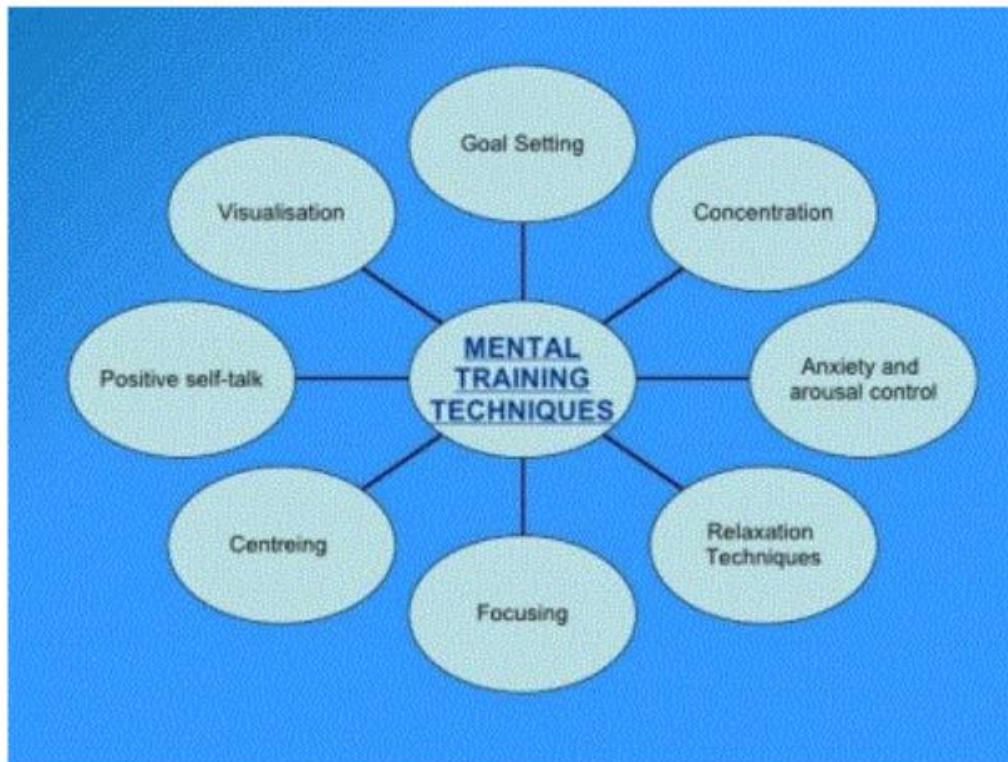 Goal Setting
Visualisation
Concentration
MENTAL
TRAINING
TECHNIQUES
Positive self-talk
Anxiety and
arousal control
Centreing
Relaxation
Techniques
Focusing